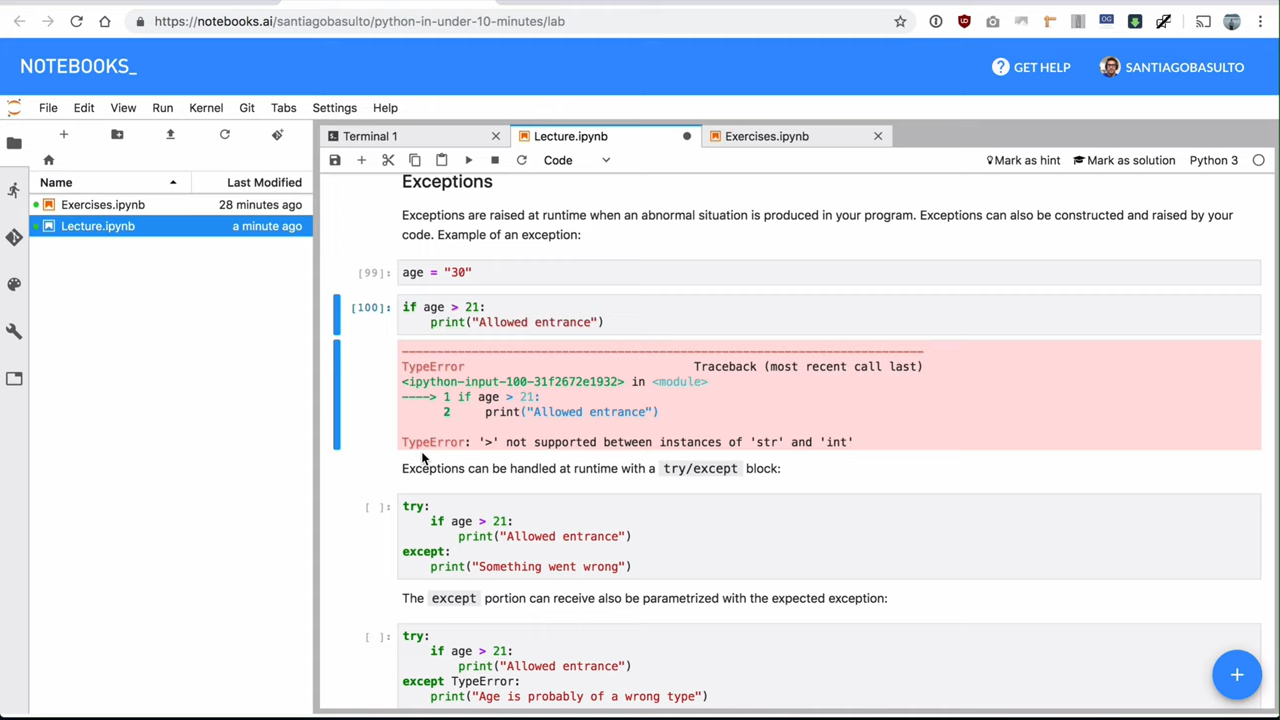 https://notebooks.ai/santiagobasulto/python-in-under-10-minutes/lab
NOTEBOOKS_
GET HELP
SANTIAGOBASULTO
File Edit View Run Kernel Git Tabs Settings Help
Terminal 1
Lecture.ipynb
Exercises.ipynb
Code
Mark as hint
Mark as solution
Python 3
Name Last Modified
Exercises.ipynb 28 minutes ago
Lecture.ipynb a minute ago
Exceptions
Exceptions are raised at runtime when an abnormal situation is produced in your program. Exceptions can also be constructed and raised by your
code. Example of an exception:
[99]: age = "30"
[100]: if age > 21:
print("Allowed entrance")
---------------------------------------------------------------------------
TypeError Traceback (most recent call last)
<ipython-input-100-31f2672e1932> in <module>
----> 1 if age > 21:
2 print("Allowed entrance")
TypeError: '>' not supported between instances of 'str' and 'int'
Exceptions can be handled at runtime with a try/except block:
[ ]: try:
if age > 21:
print("Allowed entrance")
except:
print("Something went wrong")
The except portion can receive also be parametrized with the expected exception:
[ ]: try:
if age > 21:
print("Allowed entrance")
except TypeError:
print("Age is probably of a wrong type")